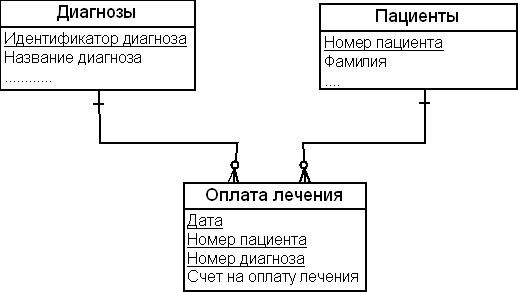 Диагнозы
Идентификатор диагноза
Название диагноза
............
Пациенты
Номер пациента
Фамилия
....
Оплата лечения
Дата
Номер пациента
Номер диагноза
Счет на оплату лечения